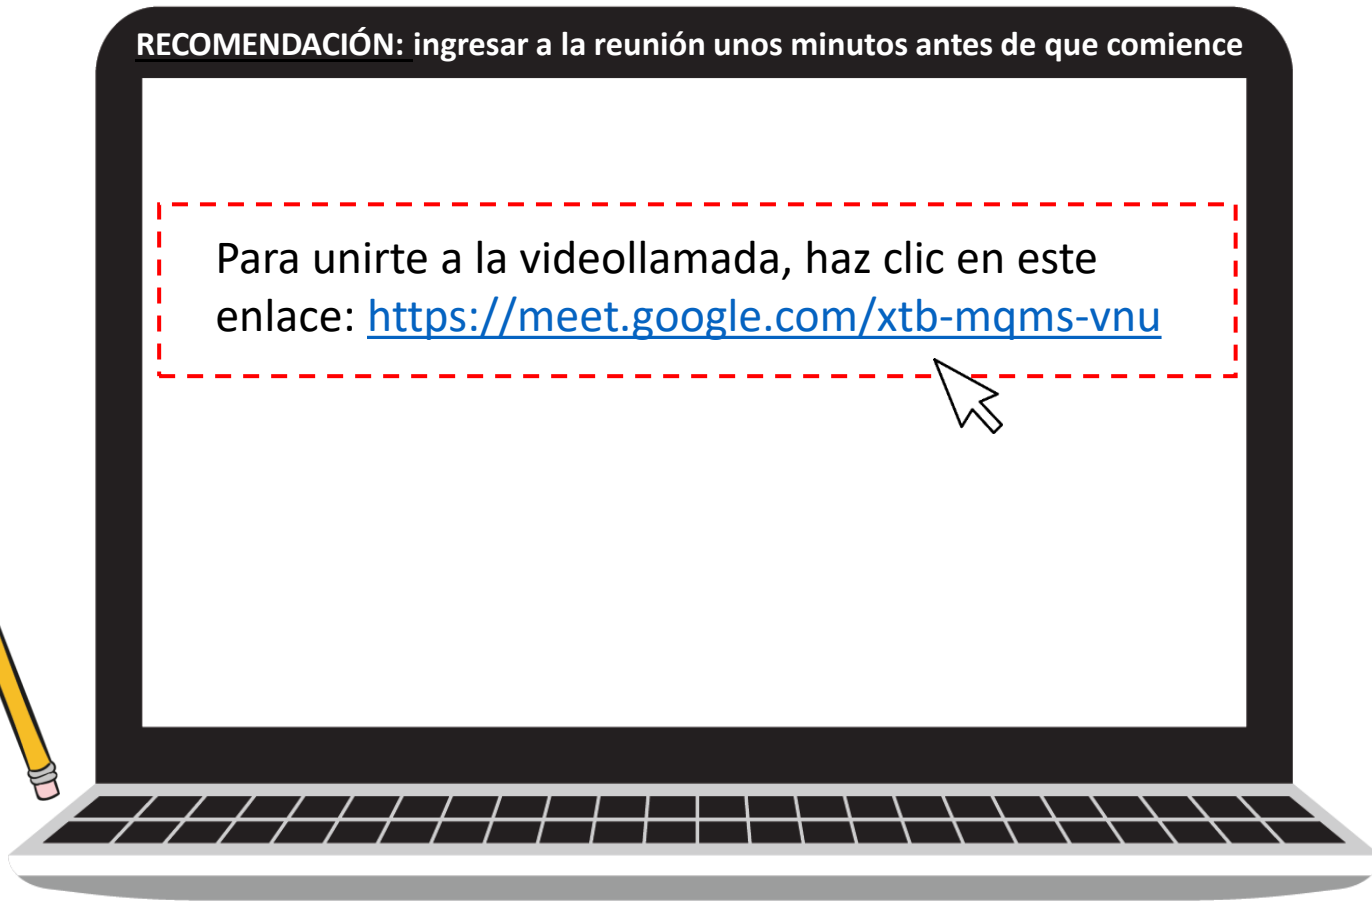 RECOMENDACIÓN: ingresar a la reunión unos minutos antes de que comience
Para unirte a la videollamada, haz clic en este
enlace: https://meet.google.com/xtb-mqms-vnu